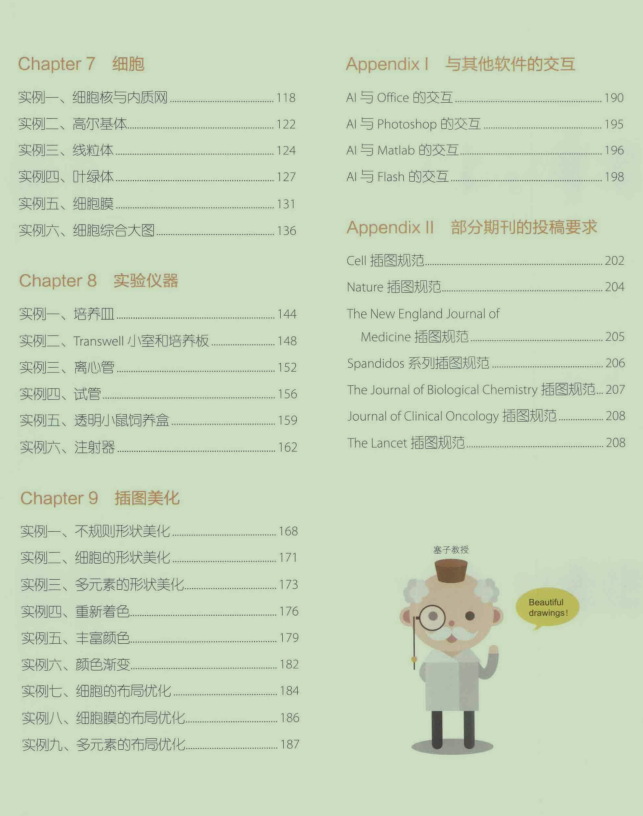 Chapter 7 细胞
实例一、细胞核与内质网 118
实例二、高尔基体 122
实例三、线粒体 124
实例四、叶绿体 127
实例五、细胞膜 131
实例六、细胞综合大图 136
Chapter 8 实验仪器
实例一、培养皿 144
实例二、Transwell 小室和培养板 148
实例三、离心管 152
实例四、试管 156
实例五、透明小鼠饲养盒 159
实例六、注射器 162
Chapter 9 插图美化
实例一、不规则形状美化 168
实例二、细胞的形状美化 171
实例三、多元素的形状美化 173
实例四、重新着色 176
实例五、丰富颜色 179
实例六、颜色渐变 182
实例七、细胞的布局优化 184
实例八、细胞膜的布局优化 186
实例九、多元素的布局优化 187
Appendix I 与其他软件的交互
AI 与 Office 的交互 190
AI 与 Photoshop 的交互 195
AI 与 Matlab 的交互 196
AI 与 Flash 的交互 198
Appendix II 部分期刊的投稿要求
Cell 插图规范 202
Nature 插图规范 204
The New England Journal of
Medicine 插图规范 205
Spandidos 系列插图规范 206
The Journal of Biological Chemistry 插图规范 207
Journal of Clinical Oncology 插图规范 208
The Lancet 插图规范 208
塞子教授
Beautiful
drawings!